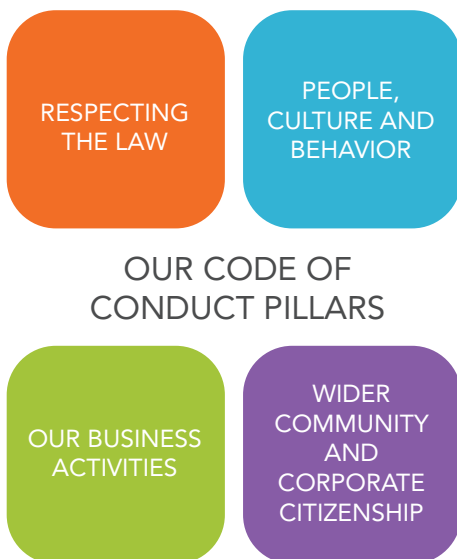 RESPECTING
THE LAW
PEOPLE,
CULTURE AND
BEHAVIOR
OUR CODE OF
CONDUCT PILLARS
OUR BUSINESS
ACTIVITIES
WIDER
COMMUNITY
AND
CORPORATE
CITIZENSHIP